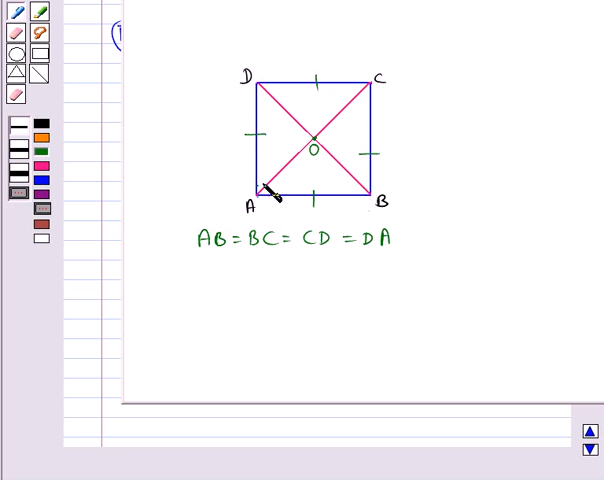 D C
O
A B
AB = BC = CD = DA